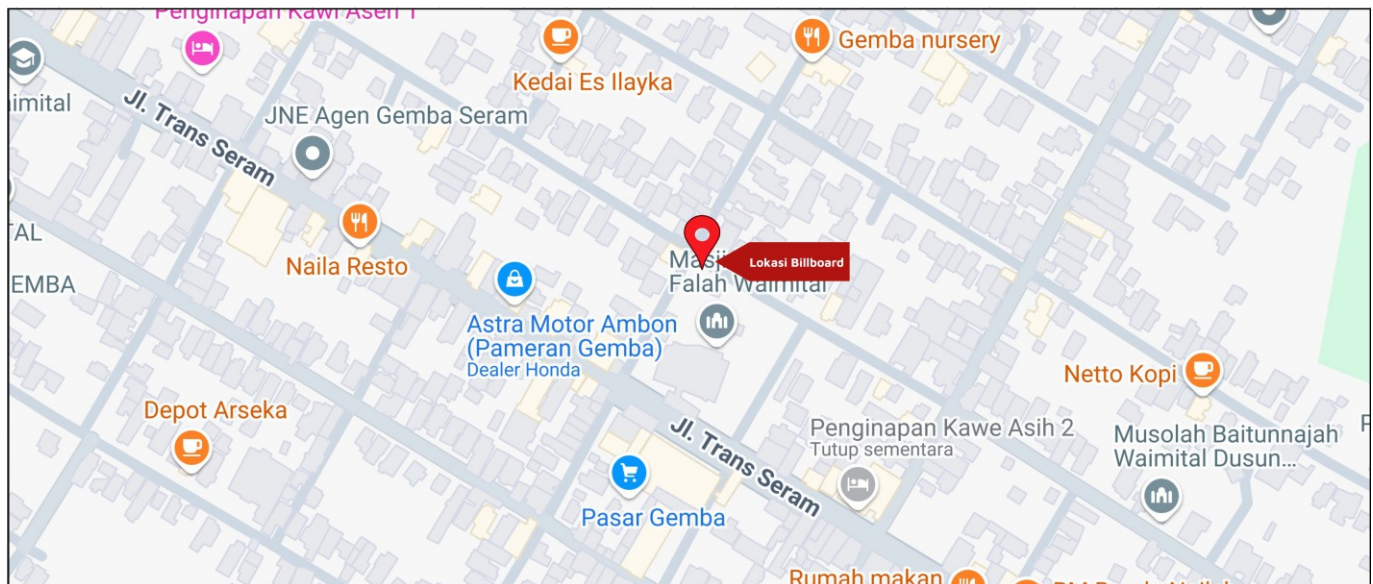 Penginapan Kawi Aseh 1
Gemba nursery
Kedai Es Ilayka
imital
Jl. Trans Seram
JNE Agen Gemba Seram
TAL
EMBA
Naila Resto
Lokasi Billboard
Falah Waimital
Astra Motor Ambon
(Pameran Gemba)
Dealer Honda
Netto Kopi
Depot Arseka
Jl. Trans Seram
Penginapan Kawe Asih 2
Tutup sementara
Musolah Baitunnajah
Waimital Dusun...
Pasar Gemba
Rumah makan